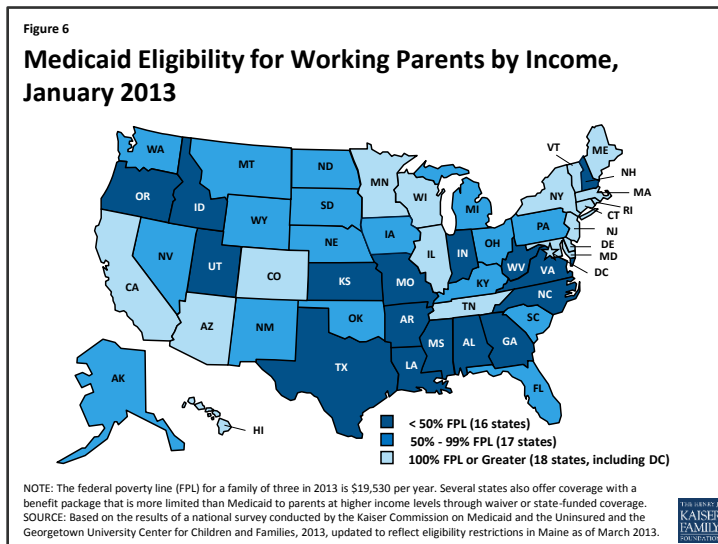 Figure 6
Medicaid Eligibility for Working Parents by Income,
January 2013
WA
OR
ID
MT
ND
SD
WY
NE
NV
UT
CO
CA
AZ
NM
KS
OK
TX
MN
WI
IA
IL
MI
IN
OH
MO
KY
TN
AR
LA
MS
AL
GA
FL
SC
NC
VA
WV
PA
NY
VT
ME
NH
MA
RI
CT
NJ
DE
MD
DC
AK
HI
< 50% FPL (16 states)
50% - 99% FPL (17 states)
100% FPL or Greater (18 states, including DC)
NOTE: The federal poverty line (FPL) for a family of three in 2013 is $19,530 per year. Several states also offer coverage with a
benefit package that is more limited than Medicaid to parents at higher income levels through waiver or state-funded coverage.
SOURCE: Based on the results of a national survey conducted by the Kaiser Commission on Medicaid and the Uninsured and the
Georgetown University Center for Children and Families, 2013, updated to reflect eligibility restrictions in Maine as of March 2013.
THE HENRY J.
KAISER
FAMILY
FOUNDATION